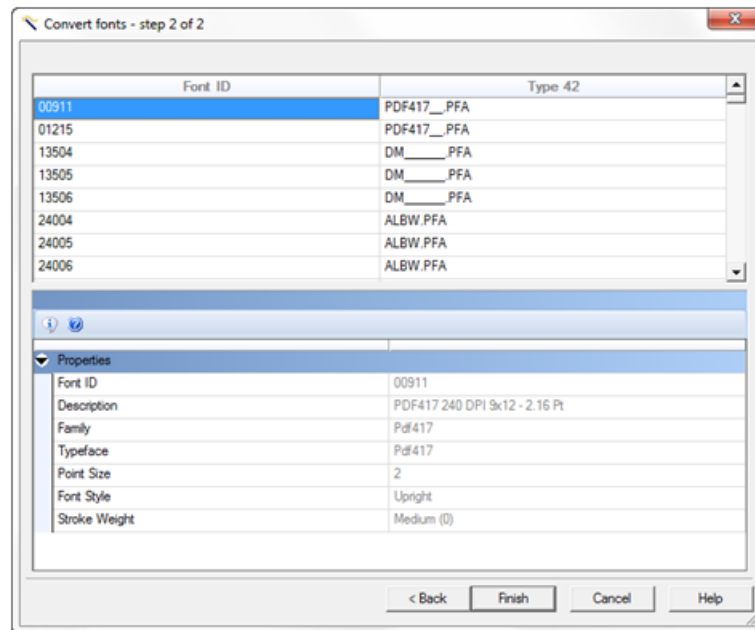 Convert fonts - step 2 of 2
Font ID Type 42
00911 PDF417__.PFA
01215 PDF417__.PFA
13504 DM______.PFA
13505 DM______.PFA
13506 DM______.PFA
24004 ALBW.PFA
24005 ALBW.PFA
24006 ALBW.PFA
Properties
Font ID 00911
Description PDF417 240 DPI 9x12 - 2.16 Pt
Family Pdf417
Typeface Pdf417
Point Size 2
Font Style Upright
Stroke Weight Medium (0)
< Back Finish Cancel Help